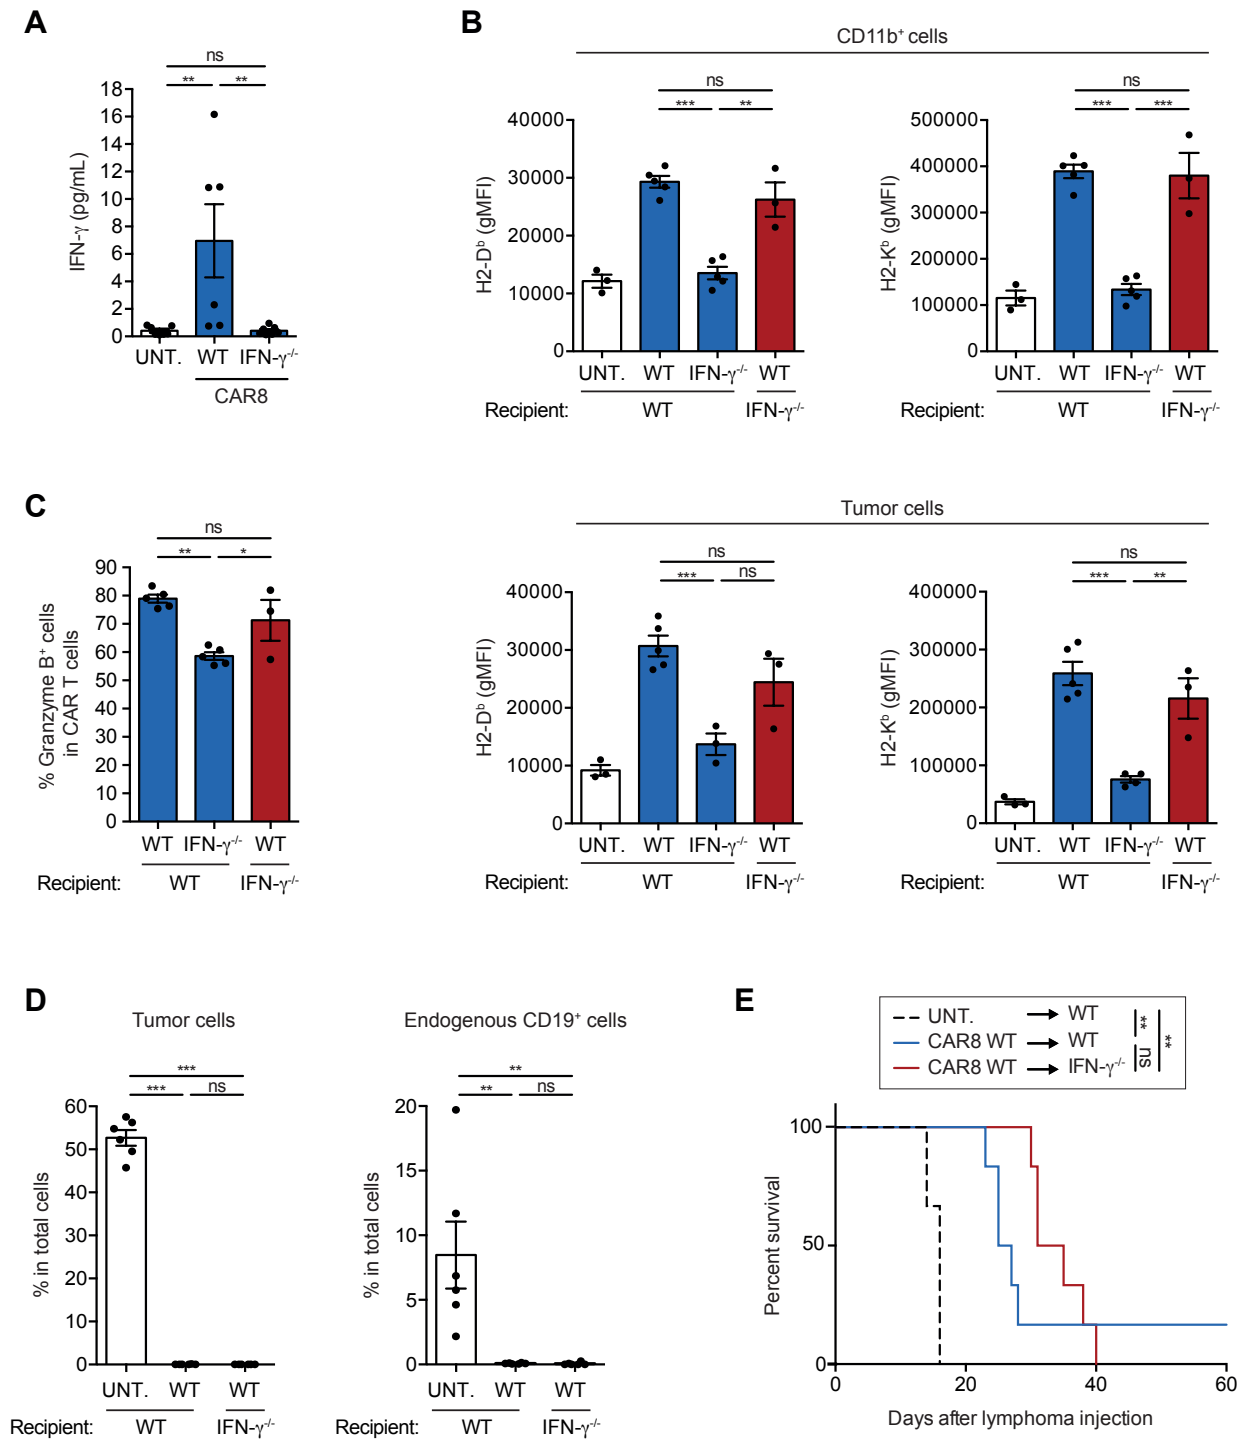 A
ns
** **
18
16
14
12
10
8
6
4
2
0
IFN-γ (pg/mL)
UNT. WT IFN-γ-/-
CAR8
B
CD11b+ cells
ns
*** **
40000
30000
20000
10000
0
H2-Db (gMFI)
UNT. WT IFN-γ-/- WT
Recipient: WT IFN-γ-/-
ns
*** ***
500000
400000
300000
200000
100000
0
H2-Kb (gMFI)
UNT. WT IFN-γ-/- WT
Recipient: WT IFN-γ-/-
C
ns
** *
90
80
70
60
50
40
30
20
10
0
% Granzyme B+ cells
in CAR T cells
WT IFN-γ-/- WT
Recipient: WT IFN-γ-/-
Tumor cells
ns
*** ns
40000
30000
20000
10000
0
H2-Db (gMFI)
UNT. WT IFN-γ-/- WT
Recipient: WT IFN-γ-/-
ns
*** **
400000
300000
200000
100000
0
H2-Kb (gMFI)
UNT. WT IFN-γ-/- WT
Recipient: WT IFN-γ-/-
D
Tumor cells
***
*** ns
60
50
40
30
20
10
0
% in total cells
UNT. WT WT
Recipient: WT IFN-γ-/-
Endogenous CD19+ cells
**
** ns
20
15
10
5
0
% in total cells
UNT. WT WT
Recipient: WT IFN-γ-/-
E
UNT. → WT
CAR8 WT → WT
CAR8 WT → IFN-γ-/-
** ns
**
100
50
0
Percent survival
0 20 40 60
Days after lymphoma injection